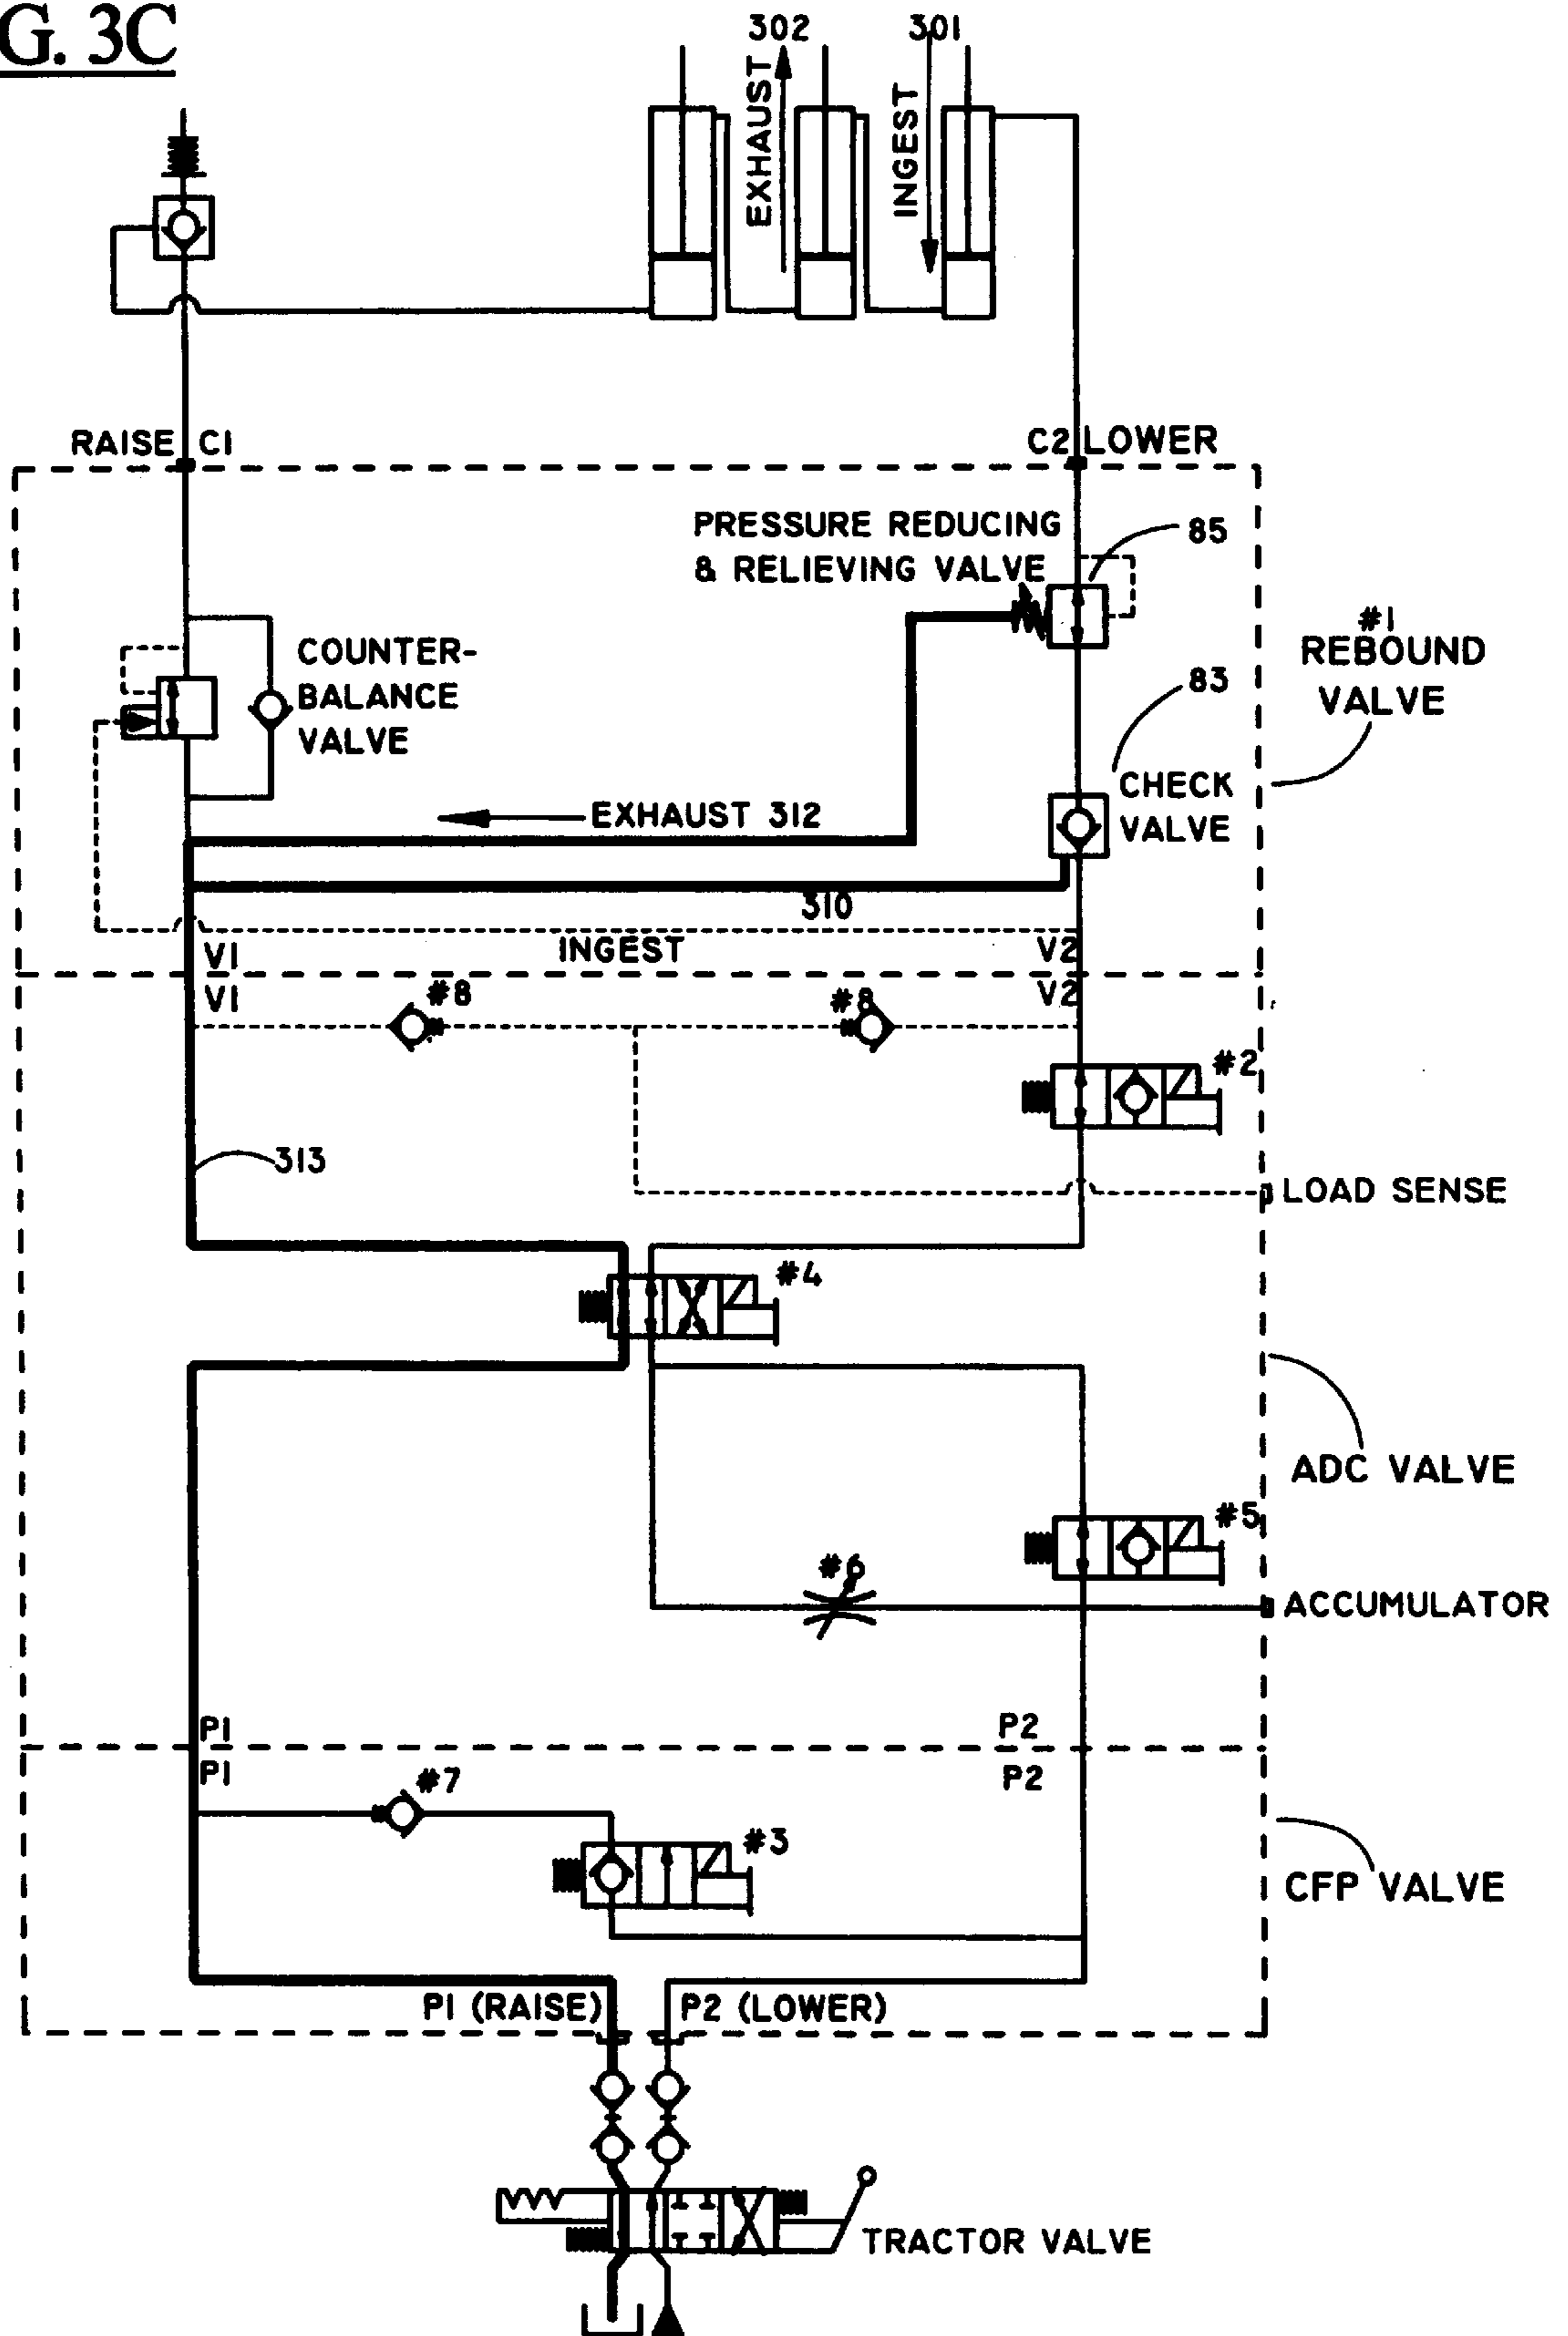 G. 3C
302
301
EXHAUST
INGEST
RAISE C1
C2 LOWER
PRESSURE REDUCING
& RELIEVING VALVE
85
#1
REBOUND
VALVE
COUNTER-
BALANCE
VALVE
83
CHECK
VALVE
EXHAUST 312
310
V1
INGEST
V2
V1
#8
#8
V2
#2
313
LOAD SENSE
#4
ADC VALVE
#5
#6
ACCUMULATOR
P1
P2
P1
P2
#7
#3
CFP VALVE
P1 (RAISE)
P2 (LOWER)
TRACTOR VALVE